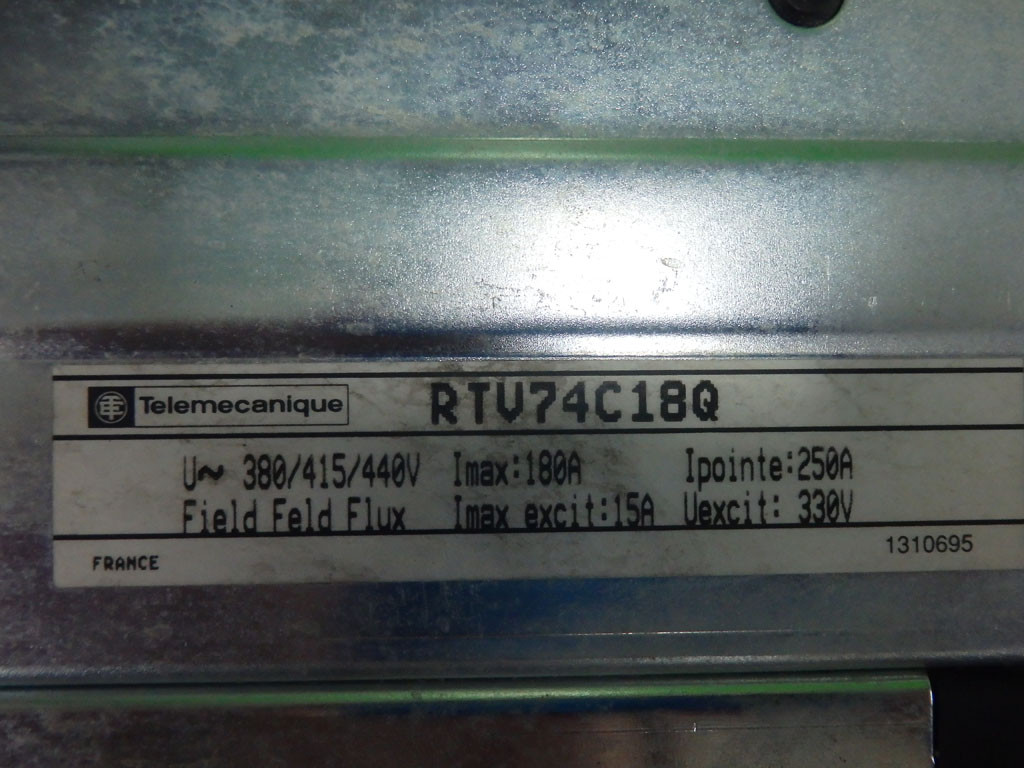 Telemecanique RTV74C18Q
U~ 380/415/440V Imax:180A Ipointe:250A
Field Feld Flux Imax excit:15A Uexcit: 330V
FRANCE 1310695